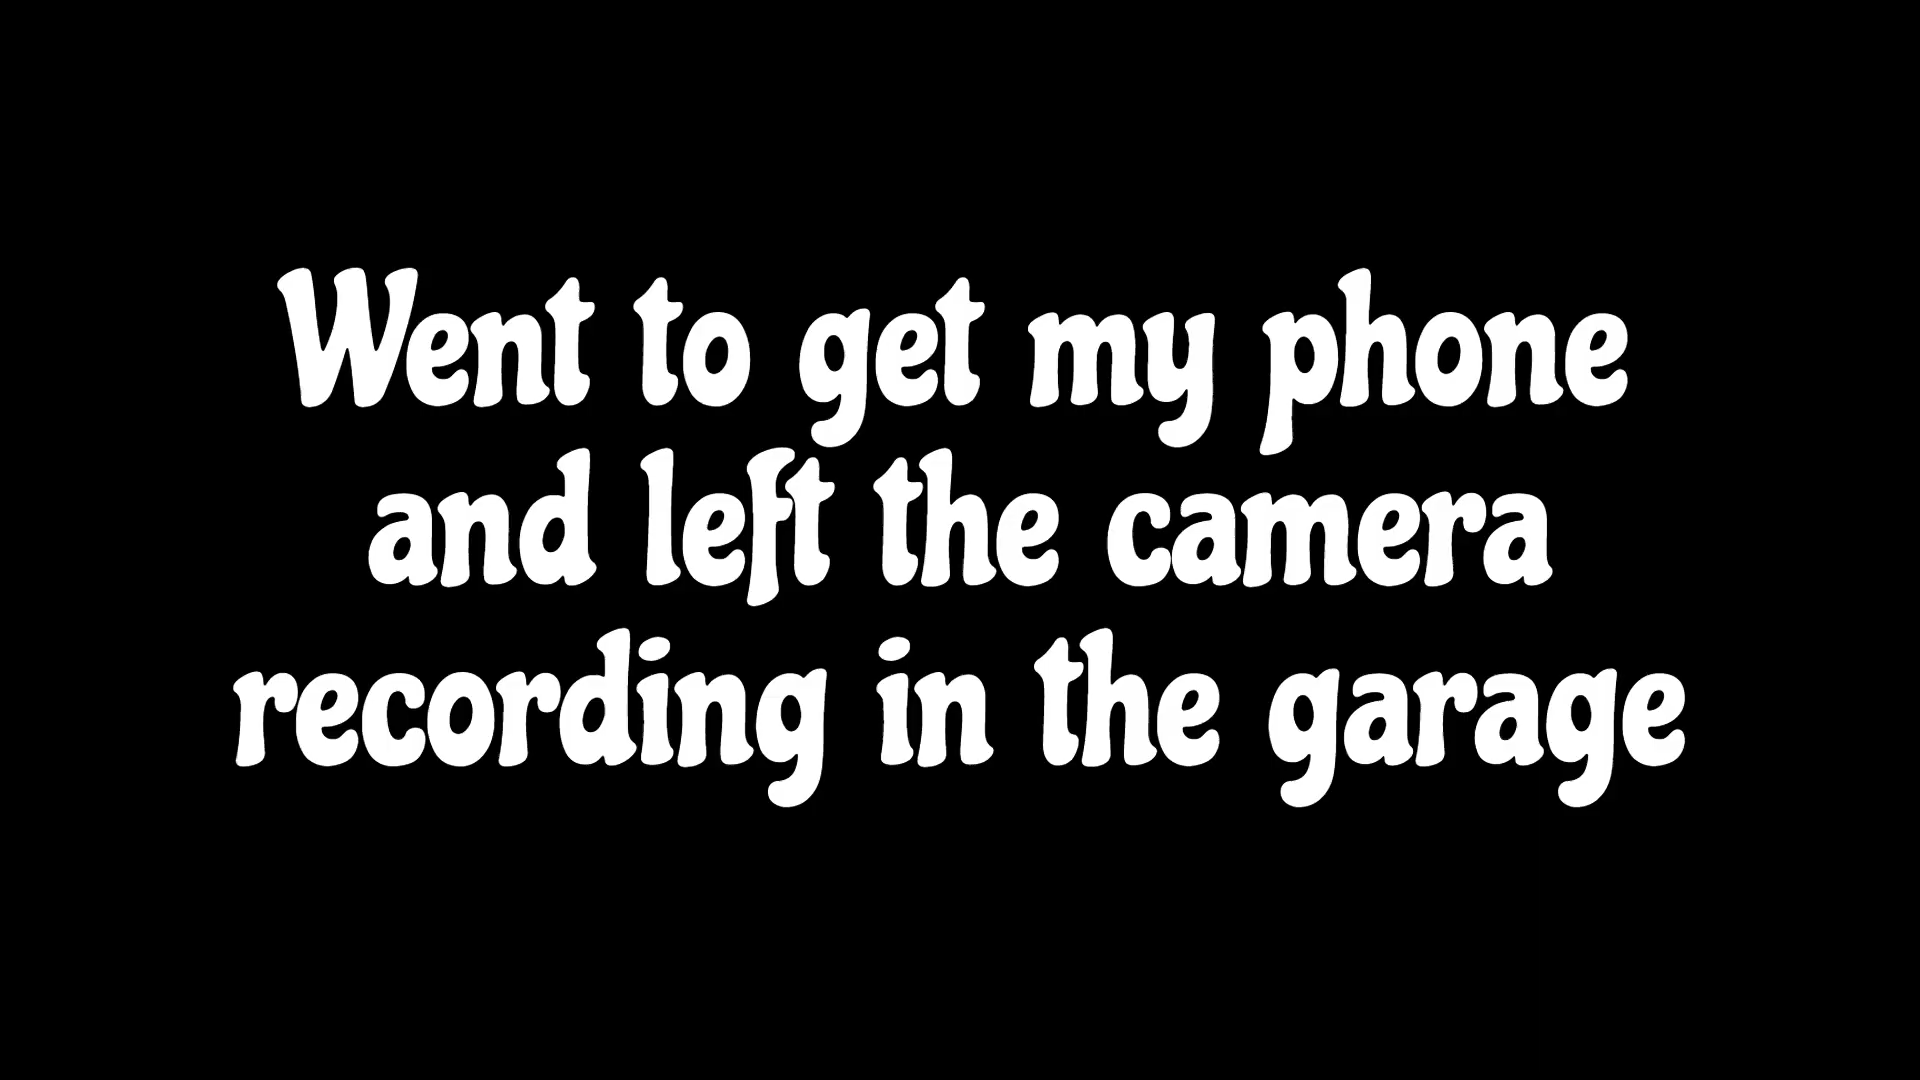 Went to get my phone
and left the camera
recording in the garage